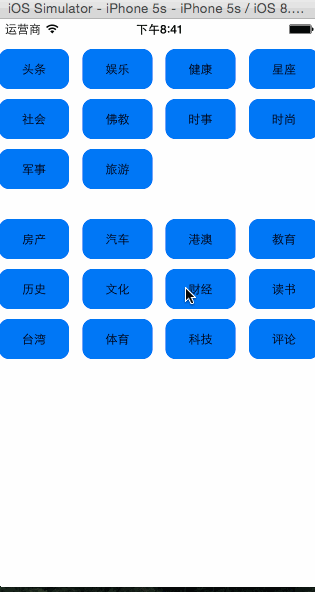 iOS Simulator - iPhone 5s - iPhone 5s / iOS 8....
运营商 下午8:41
头条 娱乐 健康 星座
社会 佛教 时事 时尚
军事 旅游
房产 汽车 港澳 教育
历史 文化 财经 读书
台湾 体育 科技 评论